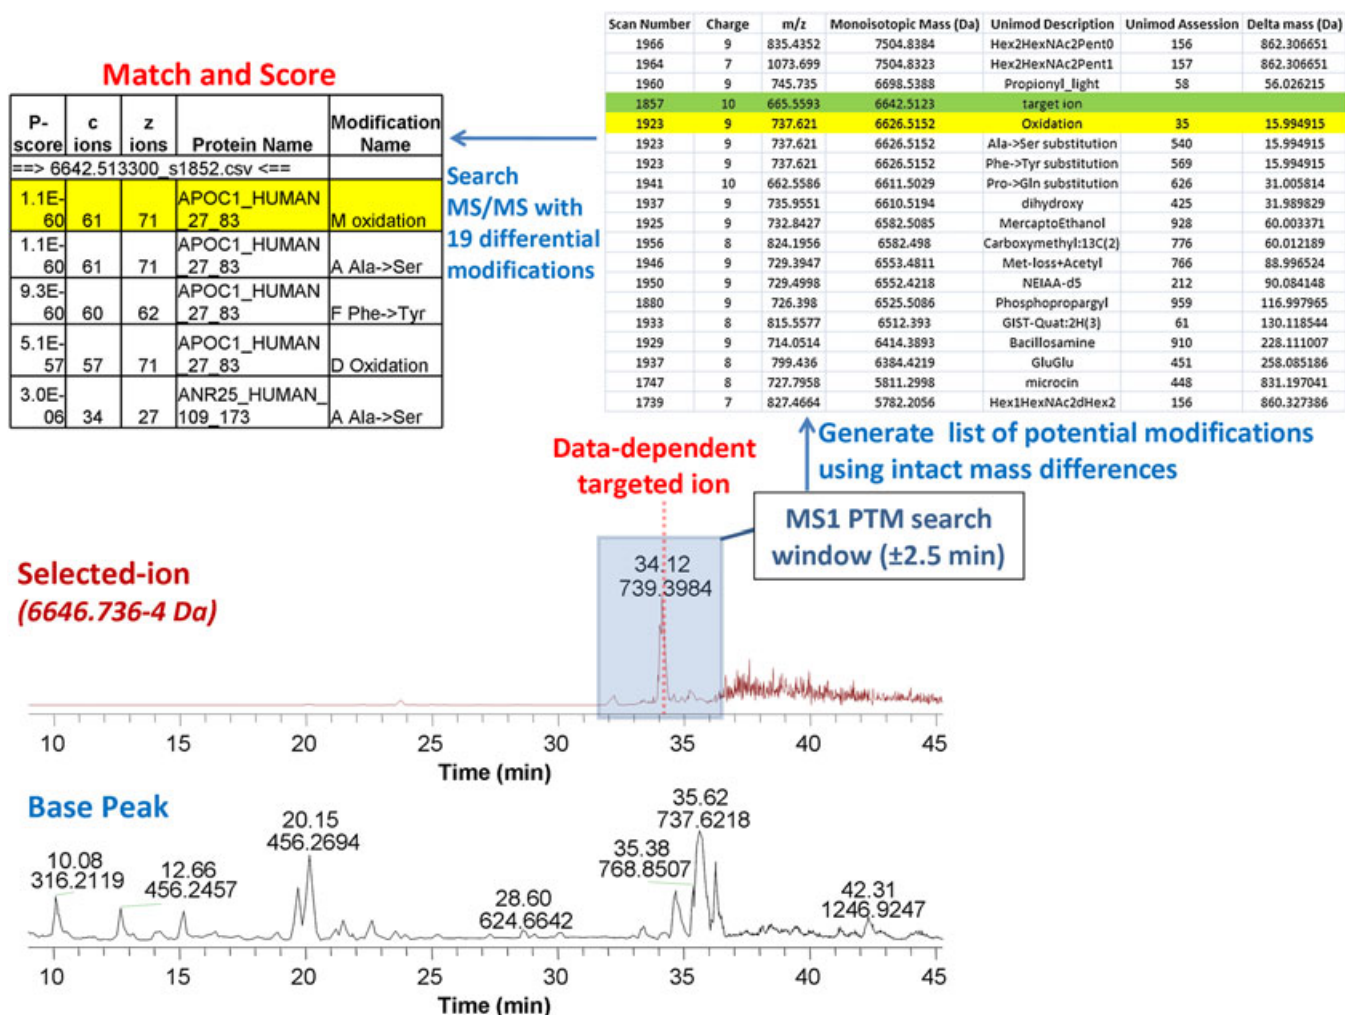 Match and Score
P-score c ions z ions Protein Name Modification Name
==> 6642.513300_s1852.csv <==
1.1E-60 61 71 APOC1_HUMAN_27_83 M oxidation
1.1E-60 61 71 APOC1_HUMAN_27_83 A Ala->Ser
9.3E-60 60 62 APOC1_HUMAN_27_83 F Phe->Tyr
5.1E-57 57 71 APOC1_HUMAN_27_83 D Oxidation
3.0E-06 34 27 ANR25_HUMAN_109_173 A Ala->Ser
Search
MS/MS with
19 differential
modifications
Scan Number Charge m/z Monoisotopic Mass (Da) Unimod Description Unimod Assession Delta mass (Da)
1966 9 835.4352 7504.8384 Hex2HexNAc2Pent0 156 862.306651
1964 7 1073.699 7504.8323 Hex2HexNAc2Pent1 157 862.306651
1960 9 745.735 6698.5388 Propionyl_light 58 56.026215
1857 10 665.5593 6642.5123 target ion
1923 9 737.621 6626.5152 Oxidation 35 15.994915
1923 9 737.621 6626.5152 Ala->Ser substitution 540 15.994915
1923 9 737.621 6626.5152 Phe->Tyr substitution 569 15.994915
1941 10 662.5586 6611.5029 Pro->Gln substitution 626 31.005814
1937 9 735.9551 6610.5194 dihydroxy 425 31.989829
1925 9 732.8427 6582.5085 MercaptoEthanol 928 60.003371
1956 8 824.1956 6582.498 Carboxymethyl:13C(2) 776 60.012189
1946 9 729.3947 6553.4811 Met-loss+Acetyl 766 88.996524
1950 9 729.4998 6552.4218 NEIAA-d5 212 90.084148
1880 9 726.398 6525.5086 Phosphopropargyl 959 116.997965
1933 8 815.5577 6512.393 GIST-Quat:2H(3) 61 130.118544
1929 9 714.0514 6414.3893 Bacillosamine 910 228.111007
1937 8 799.436 6384.4219 GluGlu 451 258.085186
1747 8 727.7958 5811.2998 microcin 448 831.197041
1739 7 827.4664 5782.2056 Hex1HexNAc2dHex2 156 860.327386
Generate list of potential modifications
using intact mass differences
Data-dependent
targeted ion
MS1 PTM search
window (±2.5 min)
Selected-ion
(6646.736-4 Da)
34.12
739.3984
10 15 20 25 30 35 40 45
Time (min)
Base Peak
10.08
316.2119
12.66
456.2457
20.15
456.2694
28.60
624.6642
35.38
768.8507
35.62
737.6218
42.31
1246.9247
10 15 20 25 30 35 40 45
Time (min)